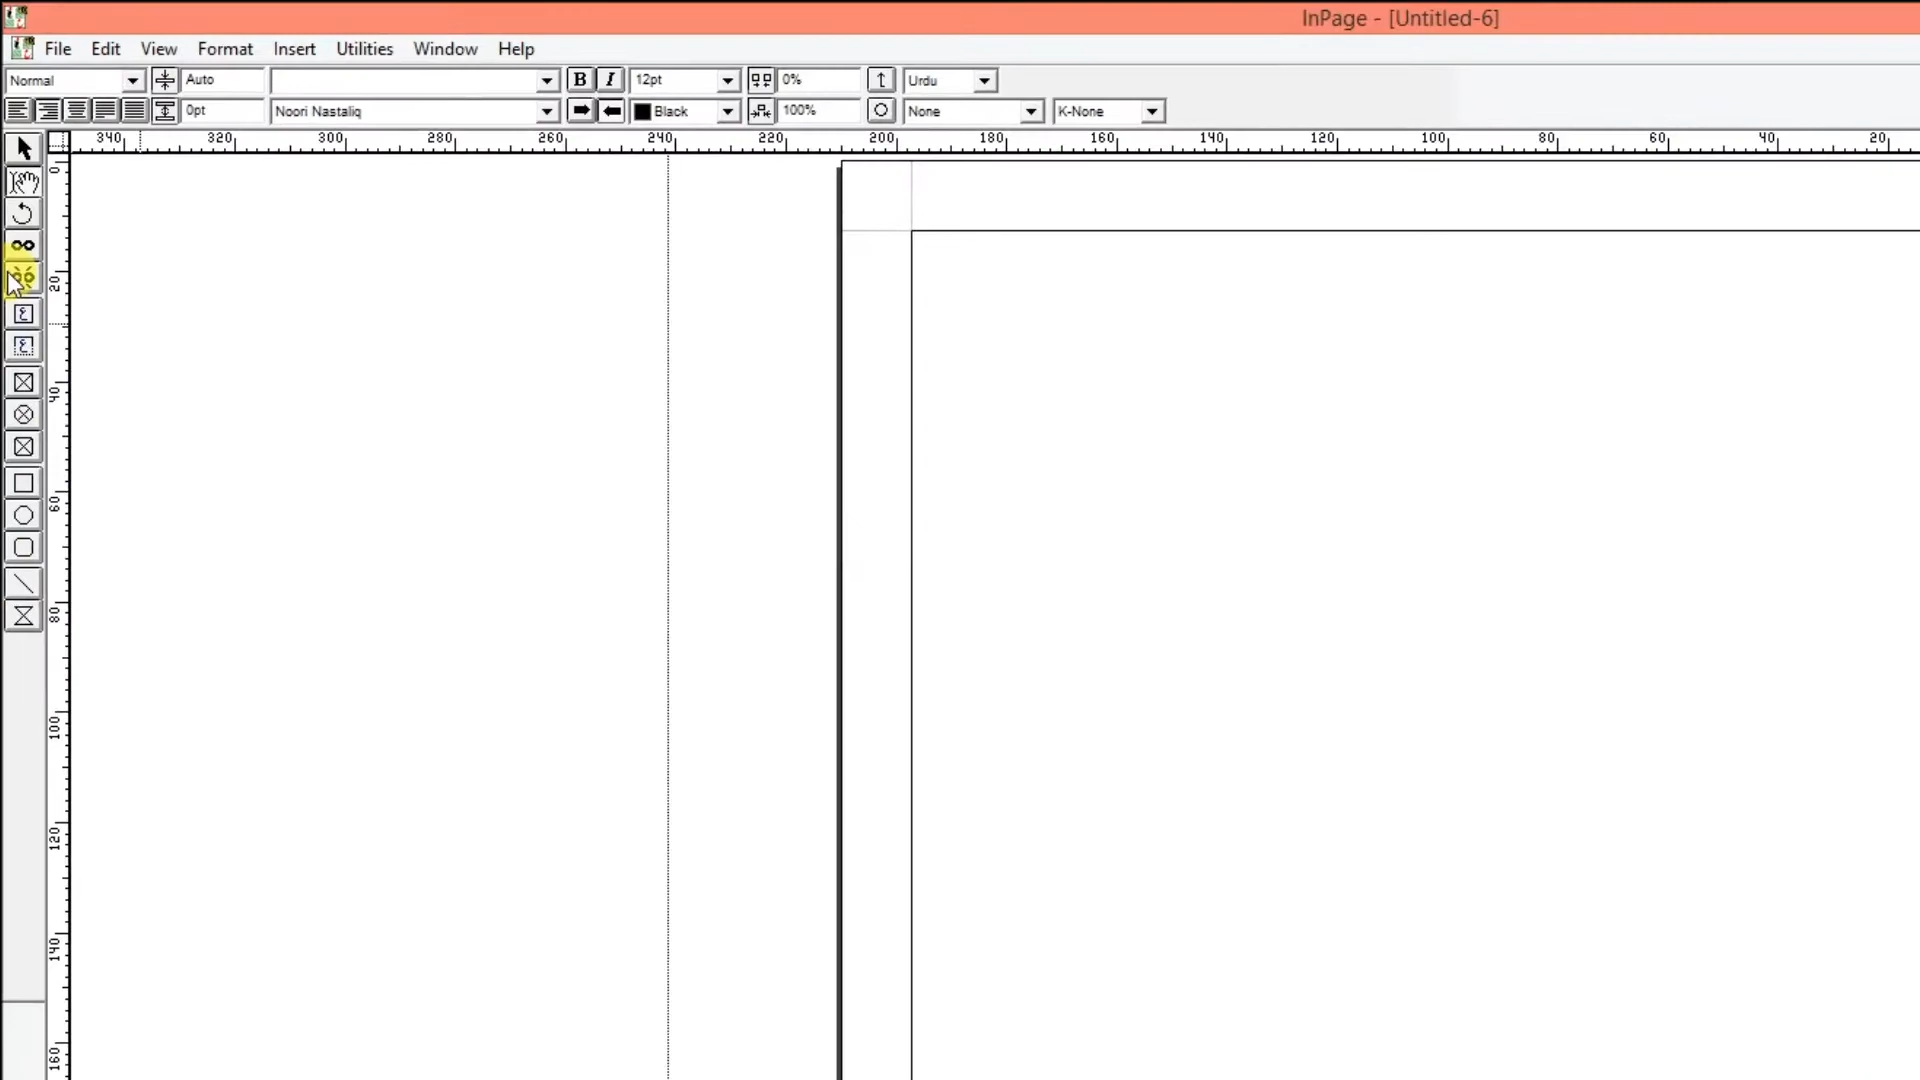 InPage - [Untitled-6]
File Edit View Format Insert Utilities Window Help
Normal Auto B I 12pt 0% Urdu
0pt Noori Nastaliq Black 100% None K-None
340 320 300 280 260 240 220 200 180 160 140 120 100 80 60 40 20
0
20
ع
ع
40
60
80
100
120
140
160